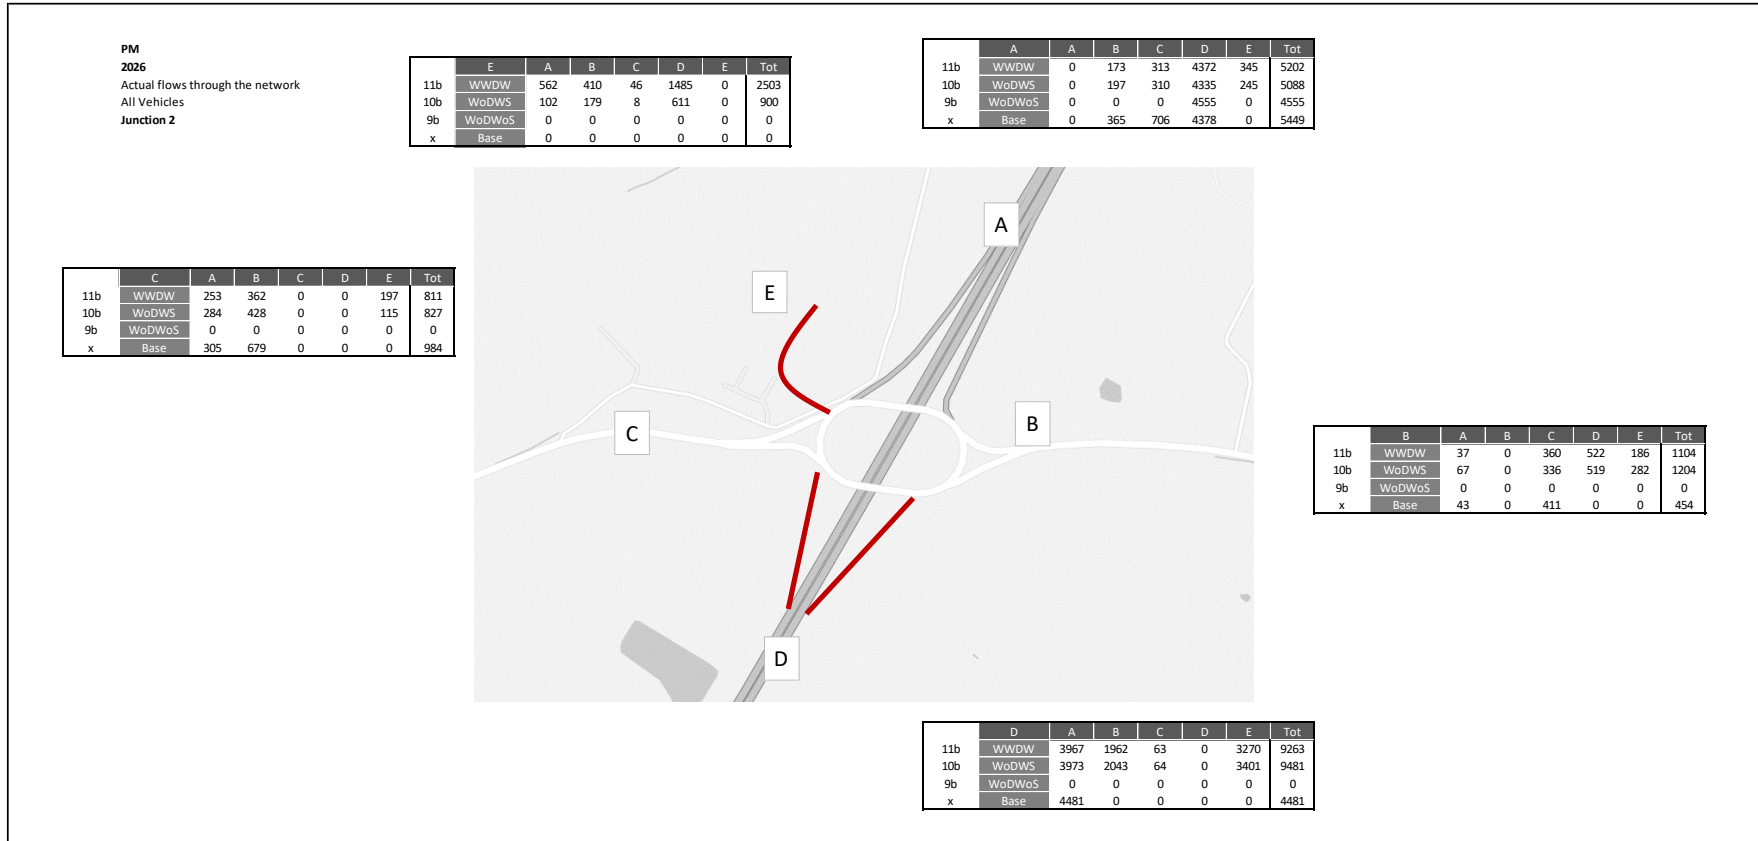 PM
2026
Actual flows through the network
All Vehicles
Junction 2
E A B C D E Tot
11b WWDW 562 410 46 1485 0 2503
10b WoDWS 102 179 8 611 0 900
9b WoDWoS 0 0 0 0 0 0
x Base 0 0 0 0 0 0
A A B C D E Tot
11b WWDW 0 173 313 4372 345 5202
10b WoDWS 0 197 310 4335 245 5088
9b WoDWoS 0 0 0 4555 0 4555
x Base 0 365 706 4378 0 5449
C A B C D E Tot
11b WWDW 253 362 0 0 197 811
10b WoDWS 284 428 0 0 115 827
9b WoDWoS 0 0 0 0 0 0
x Base 305 679 0 0 0 984
A
E
C
B
D
B A B C D E Tot
11b WWDW 37 0 360 522 186 1104
10b WoDWS 67 0 336 519 282 1204
9b WoDWoS 0 0 0 0 0 0
x Base 43 0 411 0 0 454
D A B C D E Tot
11b WWDW 3967 1962 63 0 3270 9263
10b WoDWS 3973 2043 64 0 3401 9481
9b WoDWoS 0 0 0 0 0 0
x Base 4481 0 0 0 0 4481